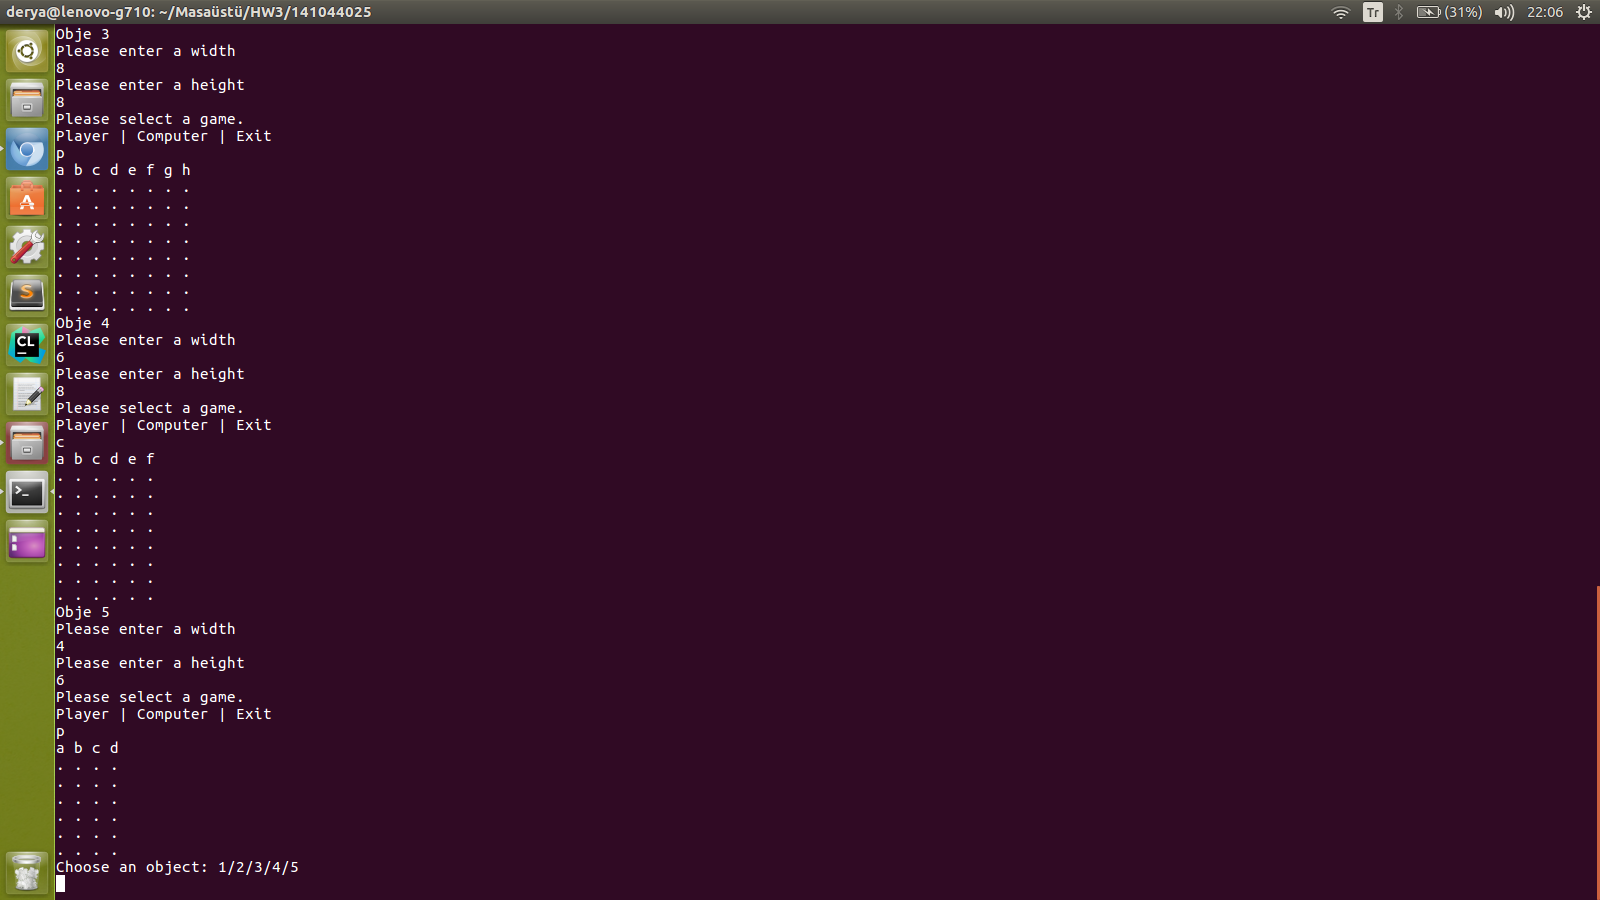 derya@lenovo-g710: ~/Masaüstü/HW3/141044025
Tr
(31%)
22:06
Obje 3
Please enter a width
8
Please enter a height
8
Please select a game.
Player | Computer | Exit
p
a b c d e f g h
. . . . . . . .
. . . . . . . .
. . . . . . . .
. . . . . . . .
. . . . . . . .
. . . . . . . .
. . . . . . . .
. . . . . . . .
Obje 4
Please enter a width
6
Please enter a height
8
Please select a game.
Player | Computer | Exit
c
a b c d e f
. . . . . .
. . . . . .
. . . . . .
. . . . . .
. . . . . .
. . . . . .
. . . . . .
. . . . . .
Obje 5
Please enter a width
4
Please enter a height
6
Please select a game.
Player | Computer | Exit
p
a b c d
. . . .
. . . .
. . . .
. . . .
. . . .
. . . .
Choose an object: 1/2/3/4/5
A
S
CL
>_